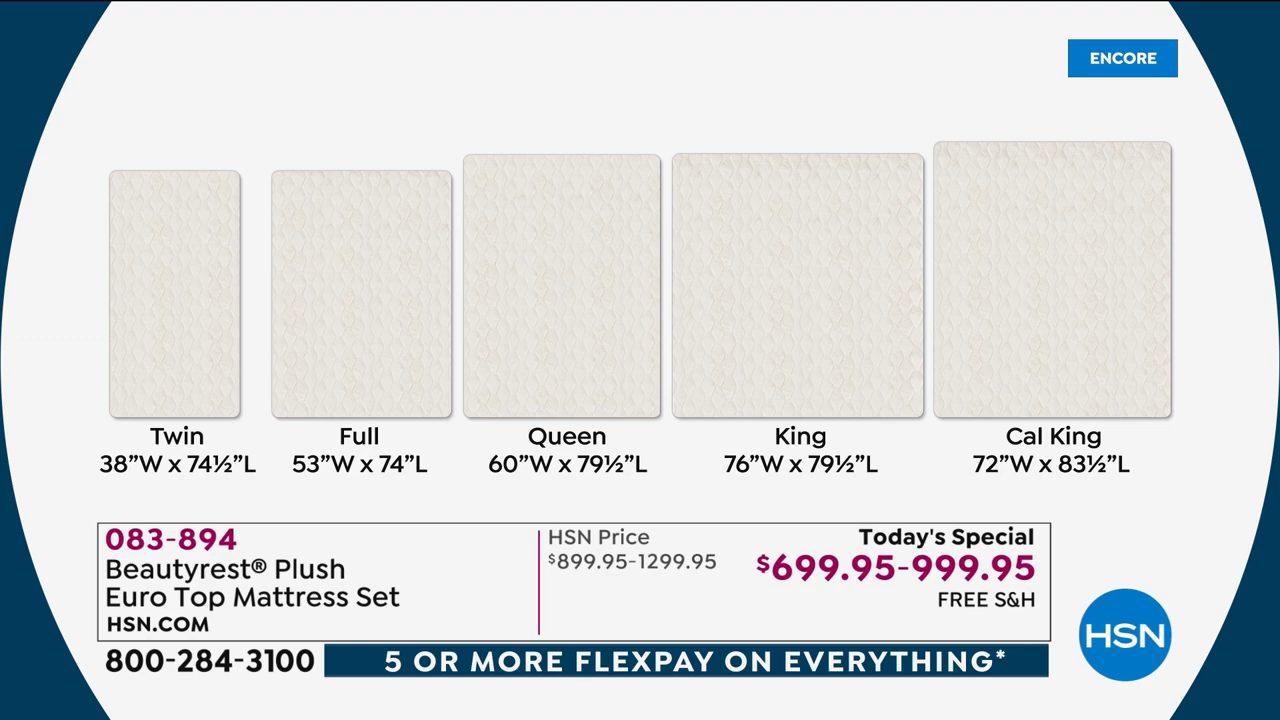 ENCORE
Twin
38”W x 74½”L
Full
53”W x 74”L
Queen
60”W x 79½”L
King
76”W x 79½”L
Cal King
72”W x 83½”L
083-894
Beautyrest® Plush
Euro Top Mattress Set
HSN.COM
HSN Price
$899.95-1299.95
Today's Special
$699.95-999.95
FREE S&H
800-284-3100
5 OR MORE FLEXPAY ON EVERYTHING*
HSN